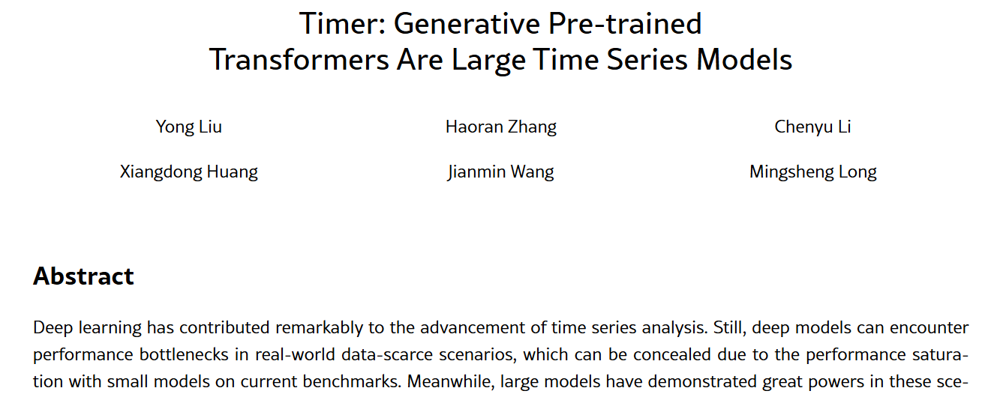 Timer: Generative Pre-trained
Transformers Are Large Time Series Models
Yong Liu Haoran Zhang Chenyu Li
Xiangdong Huang Jianmin Wang Mingsheng Long
Abstract
Deep learning has contributed remarkably to the advancement of time series analysis. Still, deep models can encounter
performance bottlenecks in real-world data-scarce scenarios, which can be concealed due to the performance satura-
tion with small models on current benchmarks. Meanwhile, large models have demonstrated great powers in these sce-